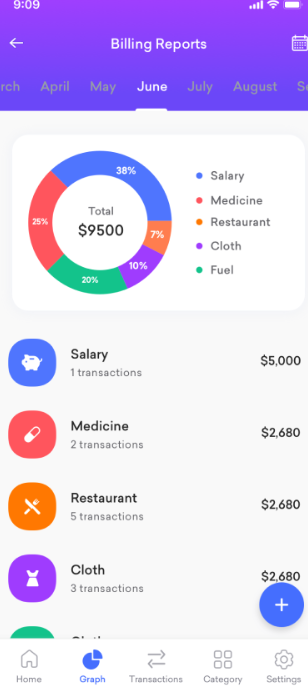 9:09
Billing Reports
rch April May June July August S
38%
25%
7%
10%
20%
Total
$9500
Salary
Medicine
Restaurant
Cloth
Fuel
Salary
1 transactions
$5,000
Medicine
2 transactions
$2,680
Restaurant
5 transactions
$2,680
Cloth
3 transactions
$2,680
+
Home Graph Transactions Category Settings